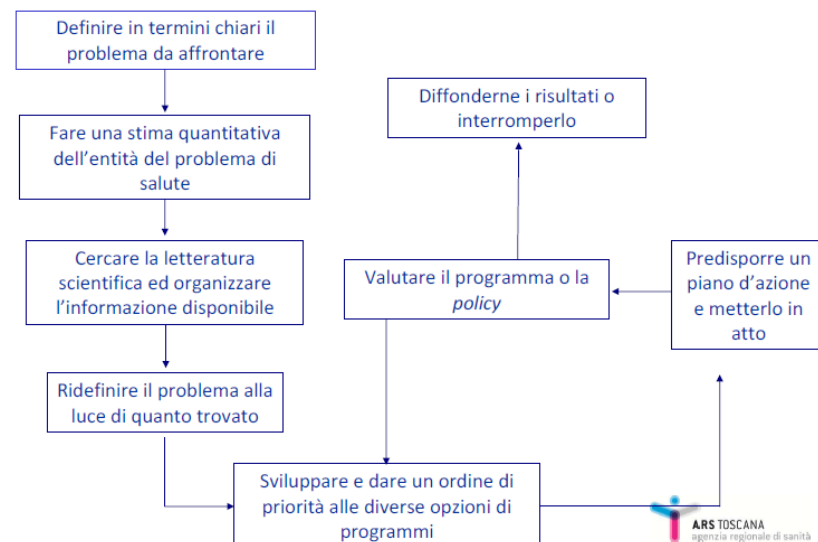 Definire in termini chiari il
problema da affrontare
Fare una stima quantitativa
dell'entità del problema di
salute
Cercare la letteratura
scientifica ed organizzare
l'informazione disponibile
Ridefinire il problema alla
luce di quanto trovato
Sviluppare e dare un ordine di
priorità alle diverse opzioni di
programmi
Predisporre un
piano d'azione
e metterlo in
atto
Valutare il programma o la
policy
Diffonderne i risultati o
interromperlo
ARS TOSCANA
agenzia regionale di sanità